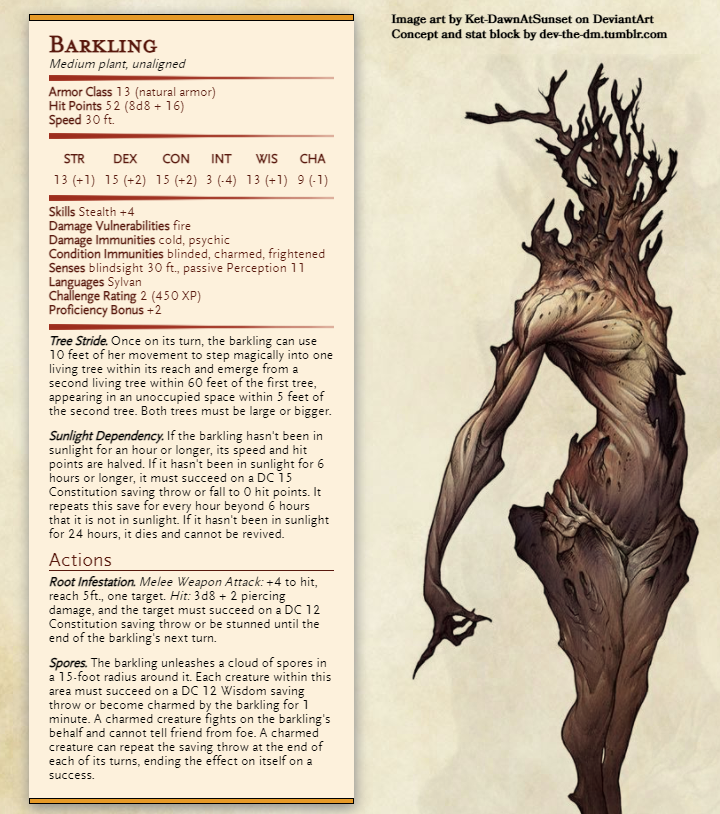 Image art by Ket-DawnAtSunset on DeviantArt
Concept and stat block by dev-the-dm.tumblr.com
Barkling
Medium plant, unaligned
Armor Class 13 (natural armor)
Hit Points 52 (8d8 + 16)
Speed 30 ft.
STR DEX CON INT WIS CHA
13 (+1) 15 (+2) 15 (+2) 3 (-4) 13 (+1) 9 (-1)
Skills Stealth +4
Damage Vulnerabilities fire
Damage Immunities cold, psychic
Condition Immunities blinded, charmed, frightened
Senses blindsight 30 ft., passive Perception 11
Languages Sylvan
Challenge Rating 2 (450 XP)
Proficiency Bonus +2
Tree Stride. Once on its turn, the barkling can use
10 feet of her movement to step magically into one
living tree within its reach and emerge from a
second living tree within 60 feet of the first tree,
appearing in an unoccupied space within 5 feet of
the second tree. Both trees must be large or bigger.
Sunlight Dependency. If the barkling hasn't been in
sunlight for an hour or longer, its speed and hit
points are halved. If it hasn't been in sunlight for 6
hours or longer, it must succeed on a DC 15
Constitution saving throw or fall to 0 hit points. It
repeats this save for every hour beyond 6 hours
that it is not in sunlight. If it hasn't been in sunlight
for 24 hours, it dies and cannot be revived.
Actions
Root Infestation. Melee Weapon Attack: +4 to hit,
reach 5ft., one target. Hit: 3d8 + 2 piercing
damage, and the target must succeed on a DC 12
Constitution saving throw or be stunned until the
end of the barkling's next turn.
Spores. The barkling unleashes a cloud of spores in
a 15-foot radius around it. Each creature within this
area must succeed on a DC 12 Wisdom saving
throw or become charmed by the barkling for 1
minute. A charmed creature fights on the barkling's
behalf and cannot tell friend from foe. A charmed
creature can repeat the saving throw at the end of
each of its turns, ending the effect on itself on a
success.